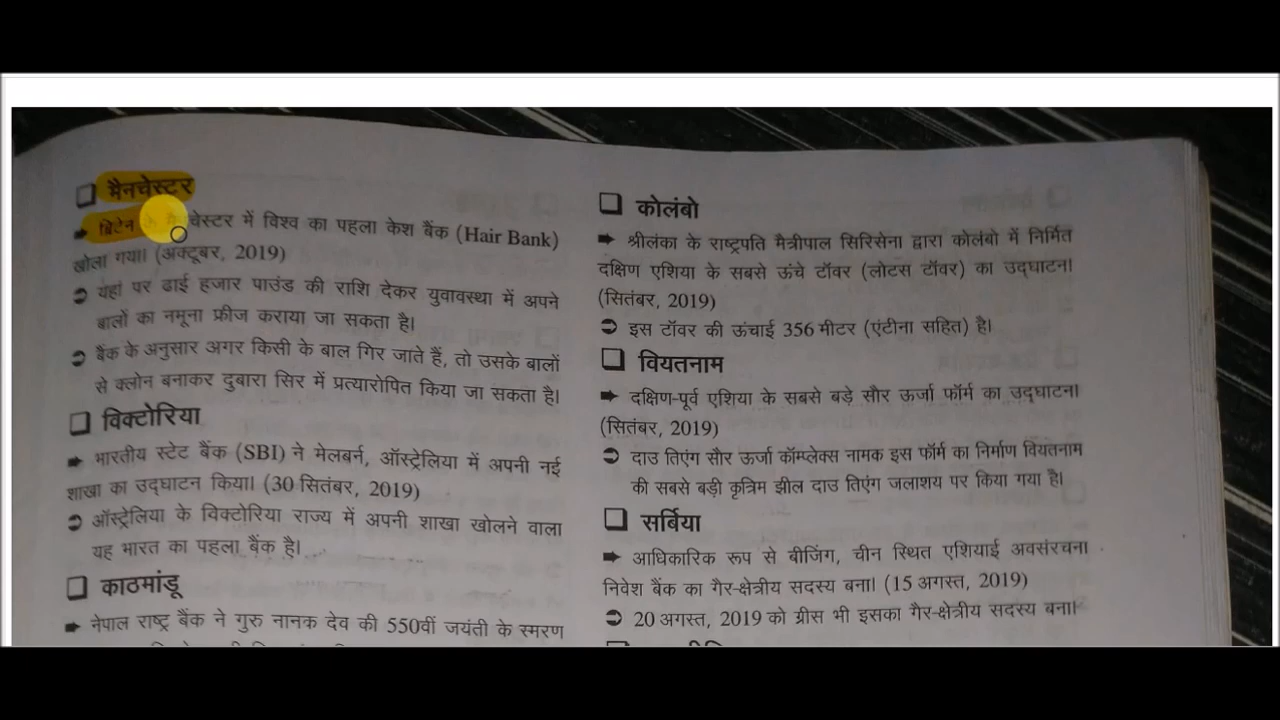 ❑ मैनचेस्टर
➡ ब्रिटेन के चेस्टर में विश्व का पहला केश बैंक (Hair Bank)
खोला गया। (अक्टूबर, 2019)
➲ यहां पर ढाई हजार पाउंड की राशि देकर युवावस्था में अपने
बालों का नमूना फ्रीज कराया जा सकता है।
➲ बैंक के अनुसार अगर किसी के बाल गिर जाते हैं, तो उसके बालों
से क्लोन बनाकर दुबारा सिर में प्रत्यारोपित किया जा सकता है।
❑ विक्टोरिया
➡ भारतीय स्टेट बैंक (SBI) ने मेलबर्न, ऑस्ट्रेलिया में अपनी नई
शाखा का उद्घाटन किया। (30 सितंबर, 2019)
➲ ऑस्ट्रेलिया के विक्टोरिया राज्य में अपनी शाखा खोलने वाला
यह भारत का पहला बैंक है।
❑ काठमांडू
➡ नेपाल राष्ट्र बैंक ने गुरु नानक देव की 550वीं जयंती के स्मरण
❑ कोलंबो
➡ श्रीलंका के राष्ट्रपति मैत्रीपाल सिरिसेना द्वारा कोलंबो में निर्मित
दक्षिण एशिया के सबसे ऊंचे टॉवर (लोटस टॉवर) का उद्घाटन।
(सितंबर, 2019)
➲ इस टॉवर की ऊंचाई 356 मीटर (एंटीना सहित) है।
❑ वियतनाम
➡ दक्षिण-पूर्व एशिया के सबसे बड़े सौर ऊर्जा फॉर्म का उद्घाटन।
(सितंबर, 2019)
➲ दाउ तिएंग सौर ऊर्जा कॉम्प्लेक्स नामक इस फॉर्म का निर्माण वियतनाम
की सबसे बड़ी कृत्रिम झील दाउ तिएंग जलाशय पर किया गया है।
❑ सर्बिया
➡ आधिकारिक रूप से बीजिंग, चीन स्थित एशियाई अवसंरचना
निवेश बैंक का गैर-क्षेत्रीय सदस्य बना। (15 अगस्त, 2019)
➲ 20 अगस्त, 2019 को ग्रीस भी इसका गैर-क्षेत्रीय सदस्य बना।